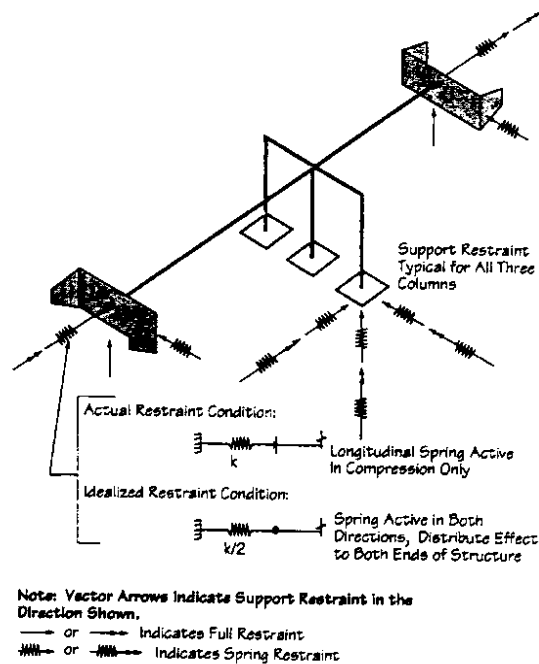 Support Restraint
Typical for All Three
Columns
Actual Restraint Condition:
k
Longitudinal Spring Active
In Compression Only
Idealized Restraint Condition:
k/2
Spring Active in Both
Directions, Distribute Effect
to Both Ends of Structure
Note: Vector Arrows Indicate Support Restraint in the
Direction Shown.
or Indicates Full Restraint
or Indicates Spring Restraint